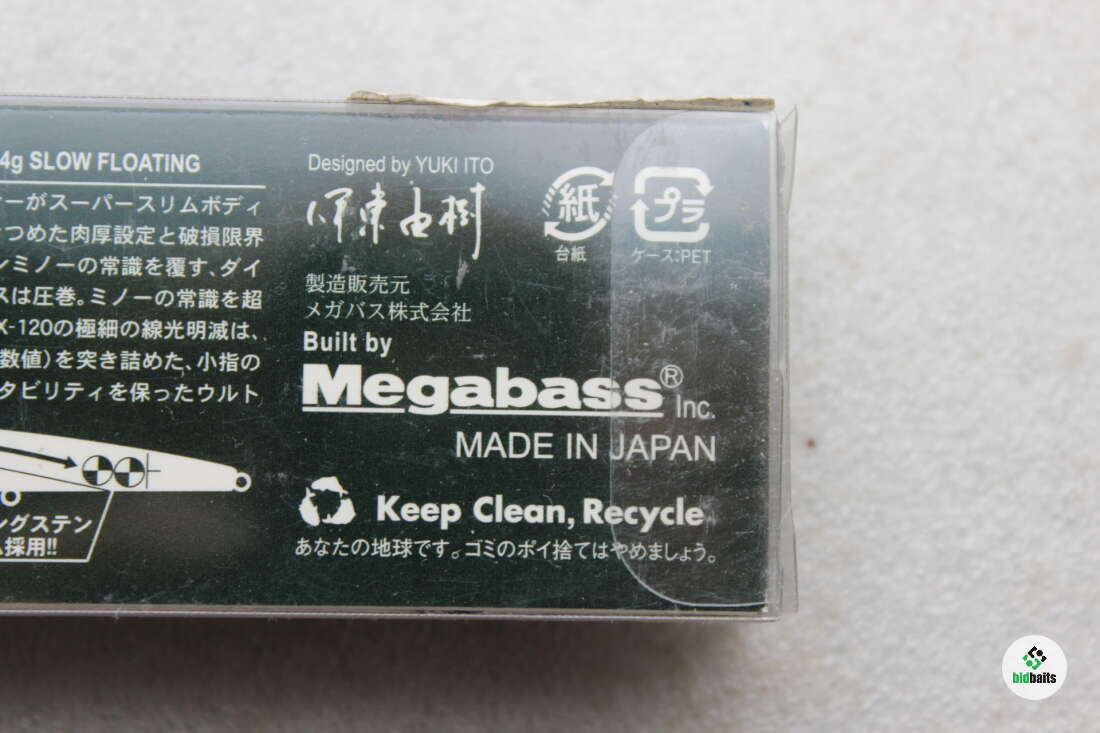 4g SLOW FLOATING
ーがスーパースリムボディ
つめた肉厚設定と破損限界
ンミノーの常識を覆す、ダイ
スは圧巻。ミノーの常識を超
X-120の極細の線光明滅は、
数値）を突き詰めた、小指の
タビリティを保ったウルト
ングステン
採用!!
Designed by YUKI ITO
伊東由樹
紙
台紙
プラ
ケース:PET
製造販売元
メガバス株式会社
Built by
Megabass® Inc.
MADE IN JAPAN
Keep Clean, Recycle
あなたの地球です。ゴミのポイ捨てはやめましょう。
bidbaits